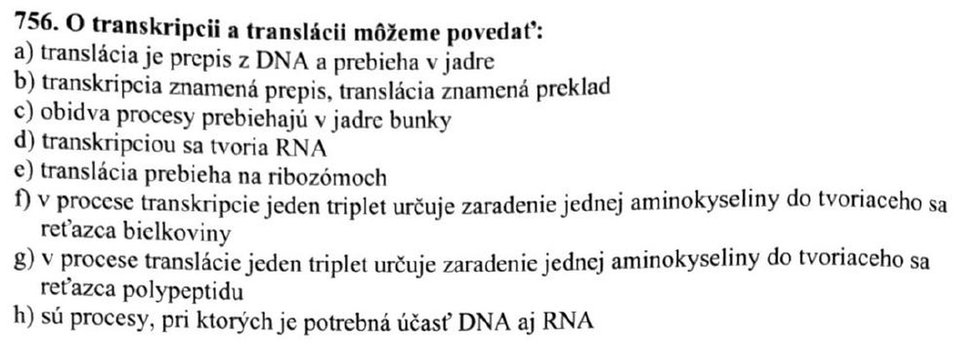 756. O transkripcii a translácii môžeme povedať:
a) translácia je prepis z DNA a prebieha v jadre
b) transkripcia znamená prepis, translácia znamená preklad
c) obidva procesy prebiehajú v jadre bunky
d) transkripciou sa tvoria RNA
e) translácia prebieha na ribozómoch
f) v procese transkripcie jeden triplet určuje zaradenie jednej aminokyseliny do tvoriaceho sa
reťazca bielkoviny
g) v procese translácie jeden triplet určuje zaradenie jednej aminokyseliny do tvoriaceho sa
reťazca polypeptidu
h) sú procesy, pri ktorých je potrebná účasť DNA aj RNA